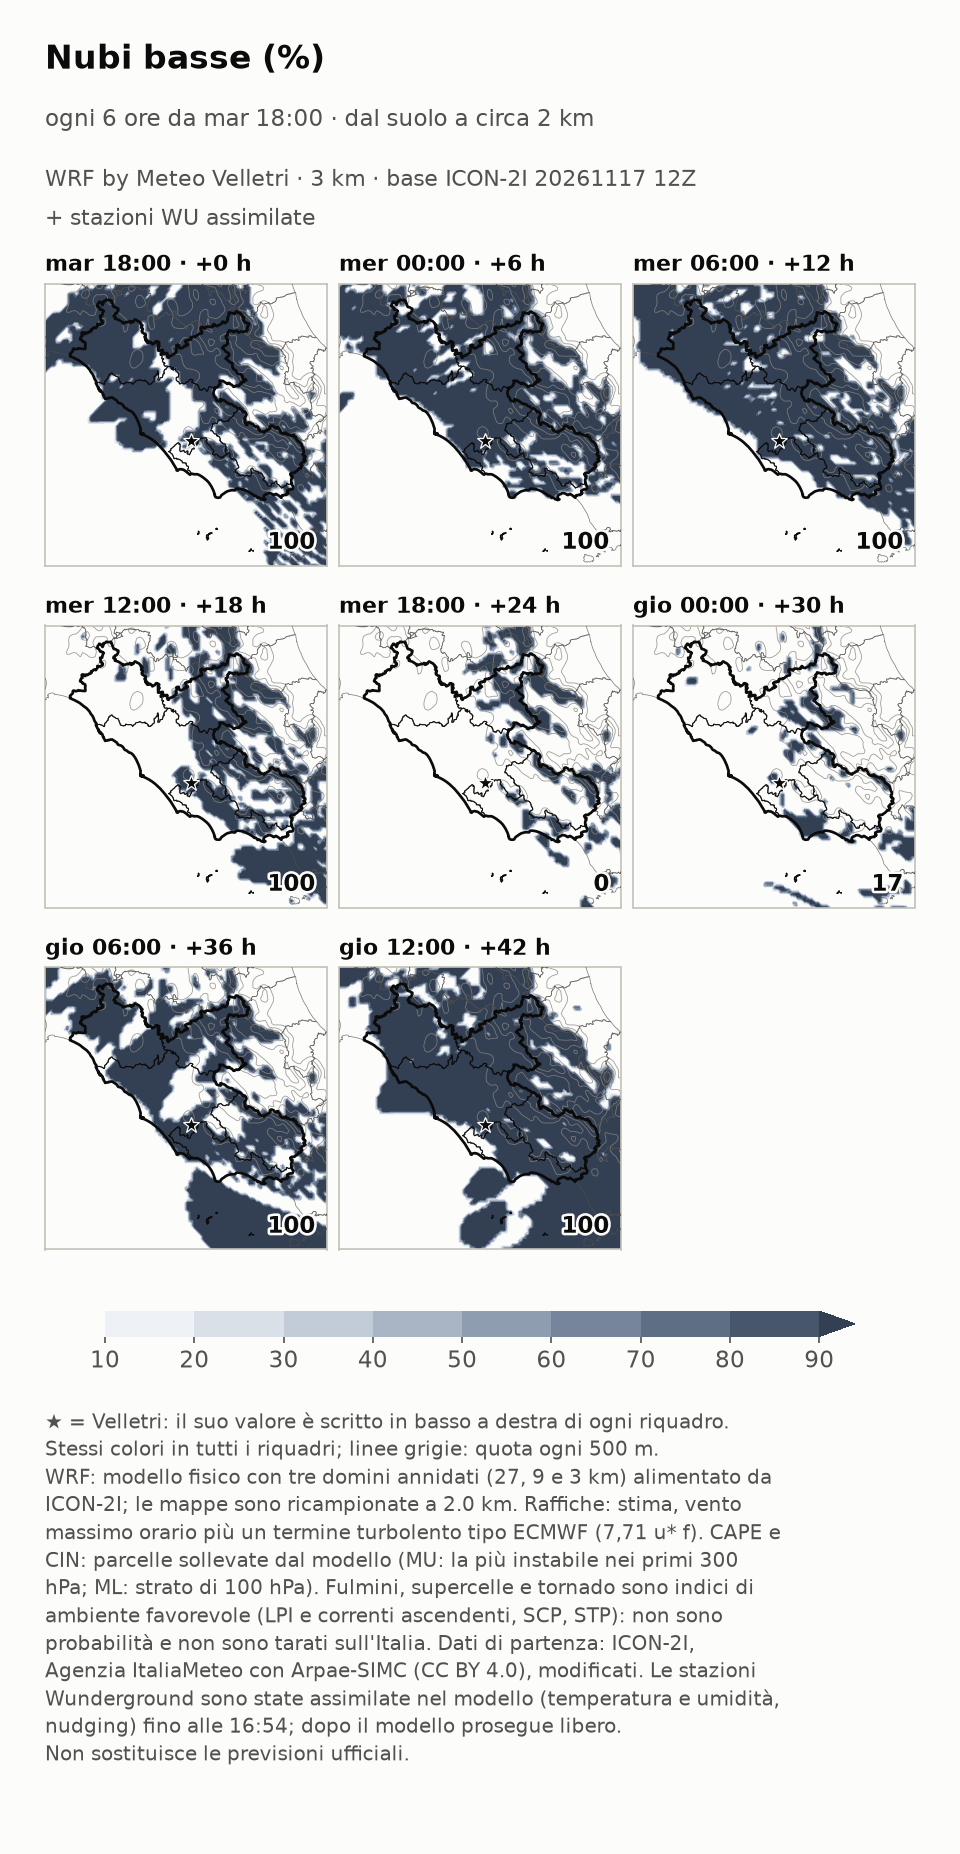 Nubi basse (%)
ogni 6 ore da mar 18:00 · dal suolo a circa 2 km
WRF by Meteo Velletri · 3 km · base ICON-2I 20261117 12Z
+ stazioni WU assimilate
mar 18:00 · +0 h
mer 00:00 · +6 h
mer 06:00 · +12 h
100
100
100
mer 12:00 · +18 h
mer 18:00 · +24 h
gio 00:00 · +30 h
100
0
17
gio 06:00 · +36 h
gio 12:00 · +42 h
100
100
10 20 30 40 50 60 70 80 90
★ = Velletri: il suo valore è scritto in basso a destra di ogni riquadro.
Stessi colori in tutti i riquadri; linee grigie: quota ogni 500 m.
WRF: modello fisico con tre domini annidati (27, 9 e 3 km) alimentato da
ICON-2I; le mappe sono ricampionate a 2.0 km. Raffiche: stima, vento
massimo orario più un termine turbolento tipo ECMWF (7,71 u* f). CAPE e
CIN: parcelle sollevate dal modello (MU: la più instabile nei primi 300
hPa; ML: strato di 100 hPa). Fulmini, supercelle e tornado sono indici di
ambiente favorevole (LPI e correnti ascendenti, SCP, STP): non sono
probabilità e non sono tarati sull'Italia. Dati di partenza: ICON-2I,
Agenzia ItaliaMeteo con Arpae-SIMC (CC BY 4.0), modificati. Le stazioni
Wunderground sono state assimilate nel modello (temperatura e umidità,
nudging) fino alle 16:54; dopo il modello prosegue libero.
Non sostituisce le previsioni ufficiali.